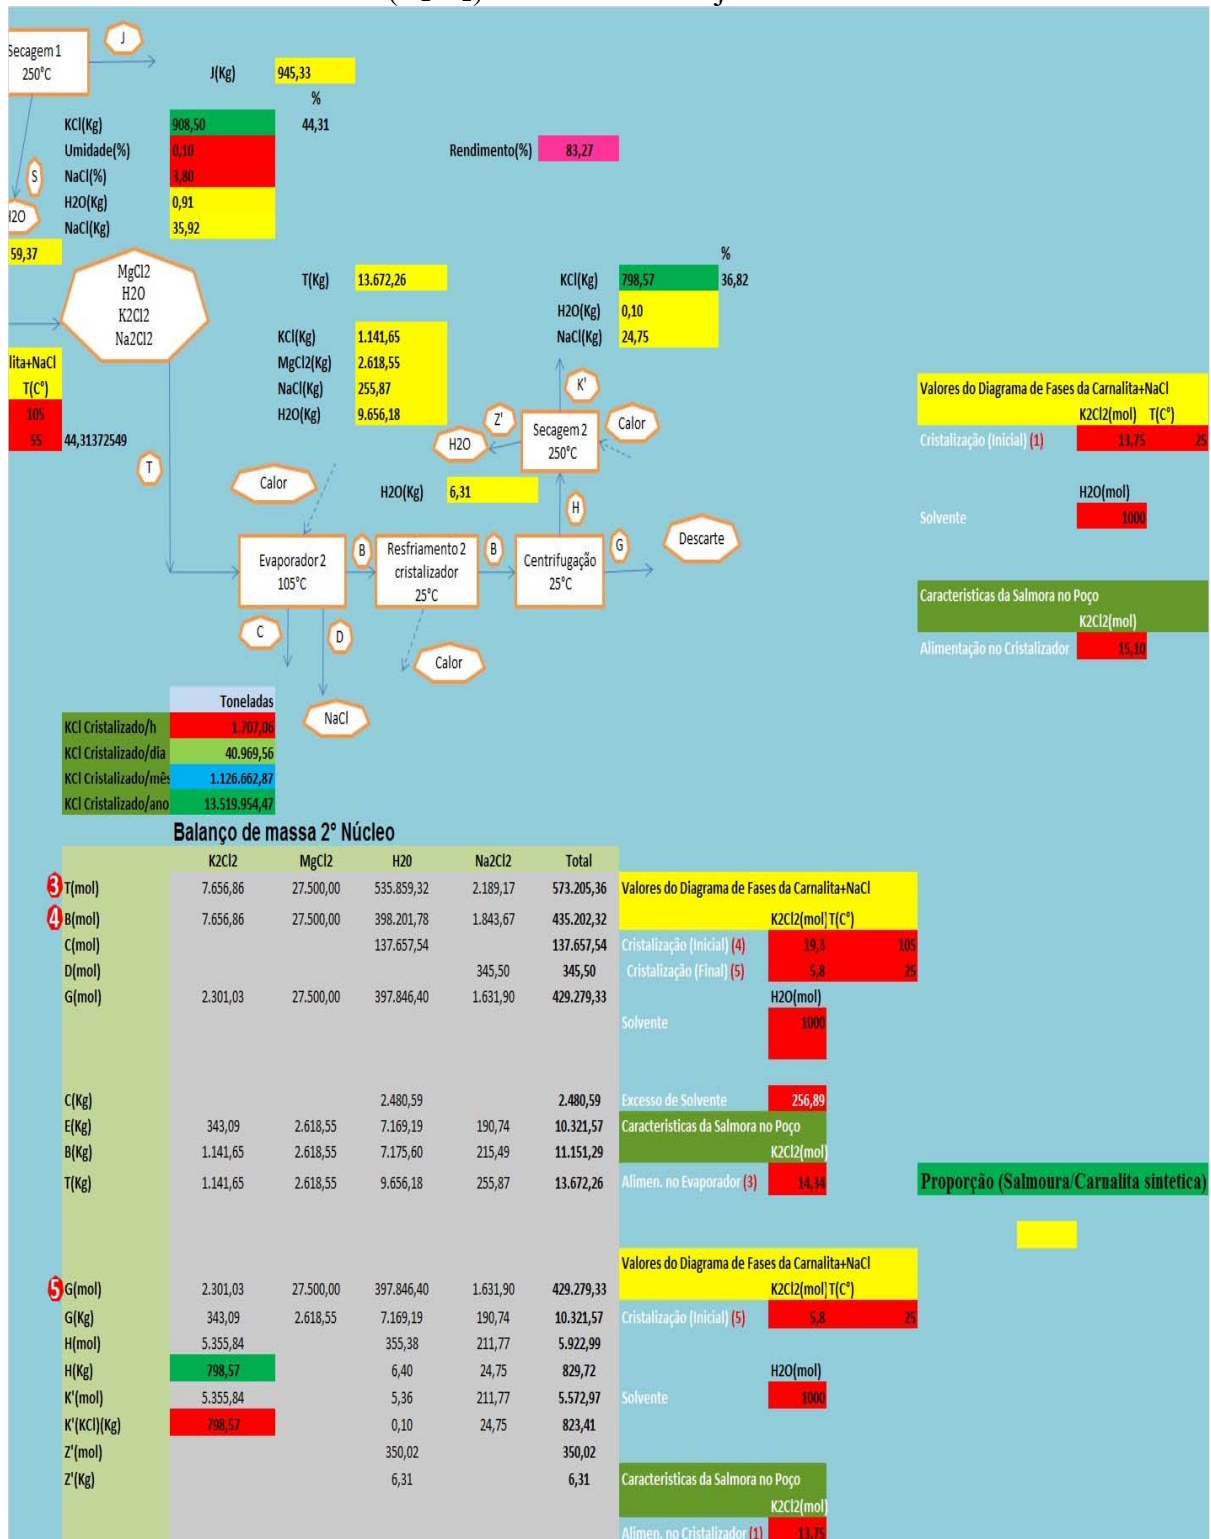 Secagem 1
250°C
J
J(Kg) 945,33
%
KCl(Kg) 908,50 44,31
Umidade(%) 0,10
Rendimento(%) 83,27
NaCl(%) 3,80
S
H2O(Kg) 0,91
I2O
NaCl(Kg) 35,92
59,37
MgCl2
H2O
K2Cl2
Na2Cl2
T(Kg) 13.672,26
%
KCl(Kg) 798,57 36,82
H2O(Kg) 0,10
NaCl(Kg) 24,75
KCl(Kg) 1.141,65
MgCl2(Kg) 2.618,55
NaCl(Kg) 255,87
H2O(Kg) 9.656,18
lita+NaCl
T(C°)
105
55 44,31372549
K'
Z'
H2O
Secagem 2
250°C
Calor
Valores do Diagrama de Fases da Carnalita+NaCl
K2Cl2(mol) T(C°)
Cristalização (Inicial) (1) 13,75 25
H2O(mol)
Solvente 1000
T
Calor
H2O(Kg) 6,31
H
Evaporador 2
105°C
B
Resfriamento 2
cristalizador
25°C
B
Centrifugação
25°C
G
Descarte
Caracteristicas da Salmora no Poço
K2Cl2(mol)
Alimentação no Cristalizador 15,10
C
D
Calor
NaCl
Toneladas
KCl Cristalizado/h 1.707,06
KCl Cristalizado/dia 40.969,56
KCl Cristalizado/mês 1.126.662,87
KCl Cristalizado/ano 13.519.954,47
Balanço de massa 2° Núcleo
K2Cl2 MgCl2 H20 Na2Cl2 Total
3 T(mol) 7.656,86 27.500,00 535.859,32 2.189,17 573.205,36 Valores do Diagrama de Fases da Carnalita+NaCl
4 B(mol) 7.656,86 27.500,00 398.201,78 1.843,67 435.202,32 K2Cl2(mol) T(C°)
C(mol) 137.657,54 137.657,54 Cristalização (Inicial) (4) 19,3 105
D(mol) 345,50 345,50 Cristalização (Final) (5) 5,8 25
G(mol) 2.301,03 27.500,00 397.846,40 1.631,90 429.279,33 H2O(mol)
Solvente 1000
C(Kg) 2.480,59 2.480,59 Excesso de Solvente 256,89
E(Kg) 343,09 2.618,55 7.169,19 190,74 10.321,57 Caracteristicas da Salmora no Poço
B(Kg) 1.141,65 2.618,55 7.175,60 215,49 11.151,29 K2Cl2(mol)
T(Kg) 1.141,65 2.618,55 9.656,18 255,87 13.672,26 Alimen. no Evaporador (3) 14,34 Proporção (Salmoura/Carnalita sintetica)
Valores do Diagrama de Fases da Carnalita+NaCl
5 G(mol) 2.301,03 27.500,00 397.846,40 1.631,90 429.279,33 K2Cl2(mol) T(C°)
G(Kg) 343,09 2.618,55 7.169,19 190,74 10.321,57 Cristalização (Inicial) (5) 5,8 25
H(mol) 5.355,84 355,38 211,77 5.922,99
H(Kg) 798,57 6,40 24,75 829,72 H2O(mol)
K'(mol) 5.355,84 5,36 211,77 5.572,97 Solvente 1000
K'(KCl)(Kg) 798,57 0,10 24,75 823,41
Z'(mol) 350,02 350,02
Z'(Kg) 6,31 6,31 Caracteristicas da Salmora no Poço
K2Cl2(mol)
Alimen. no Cristalizador (1) 13,75